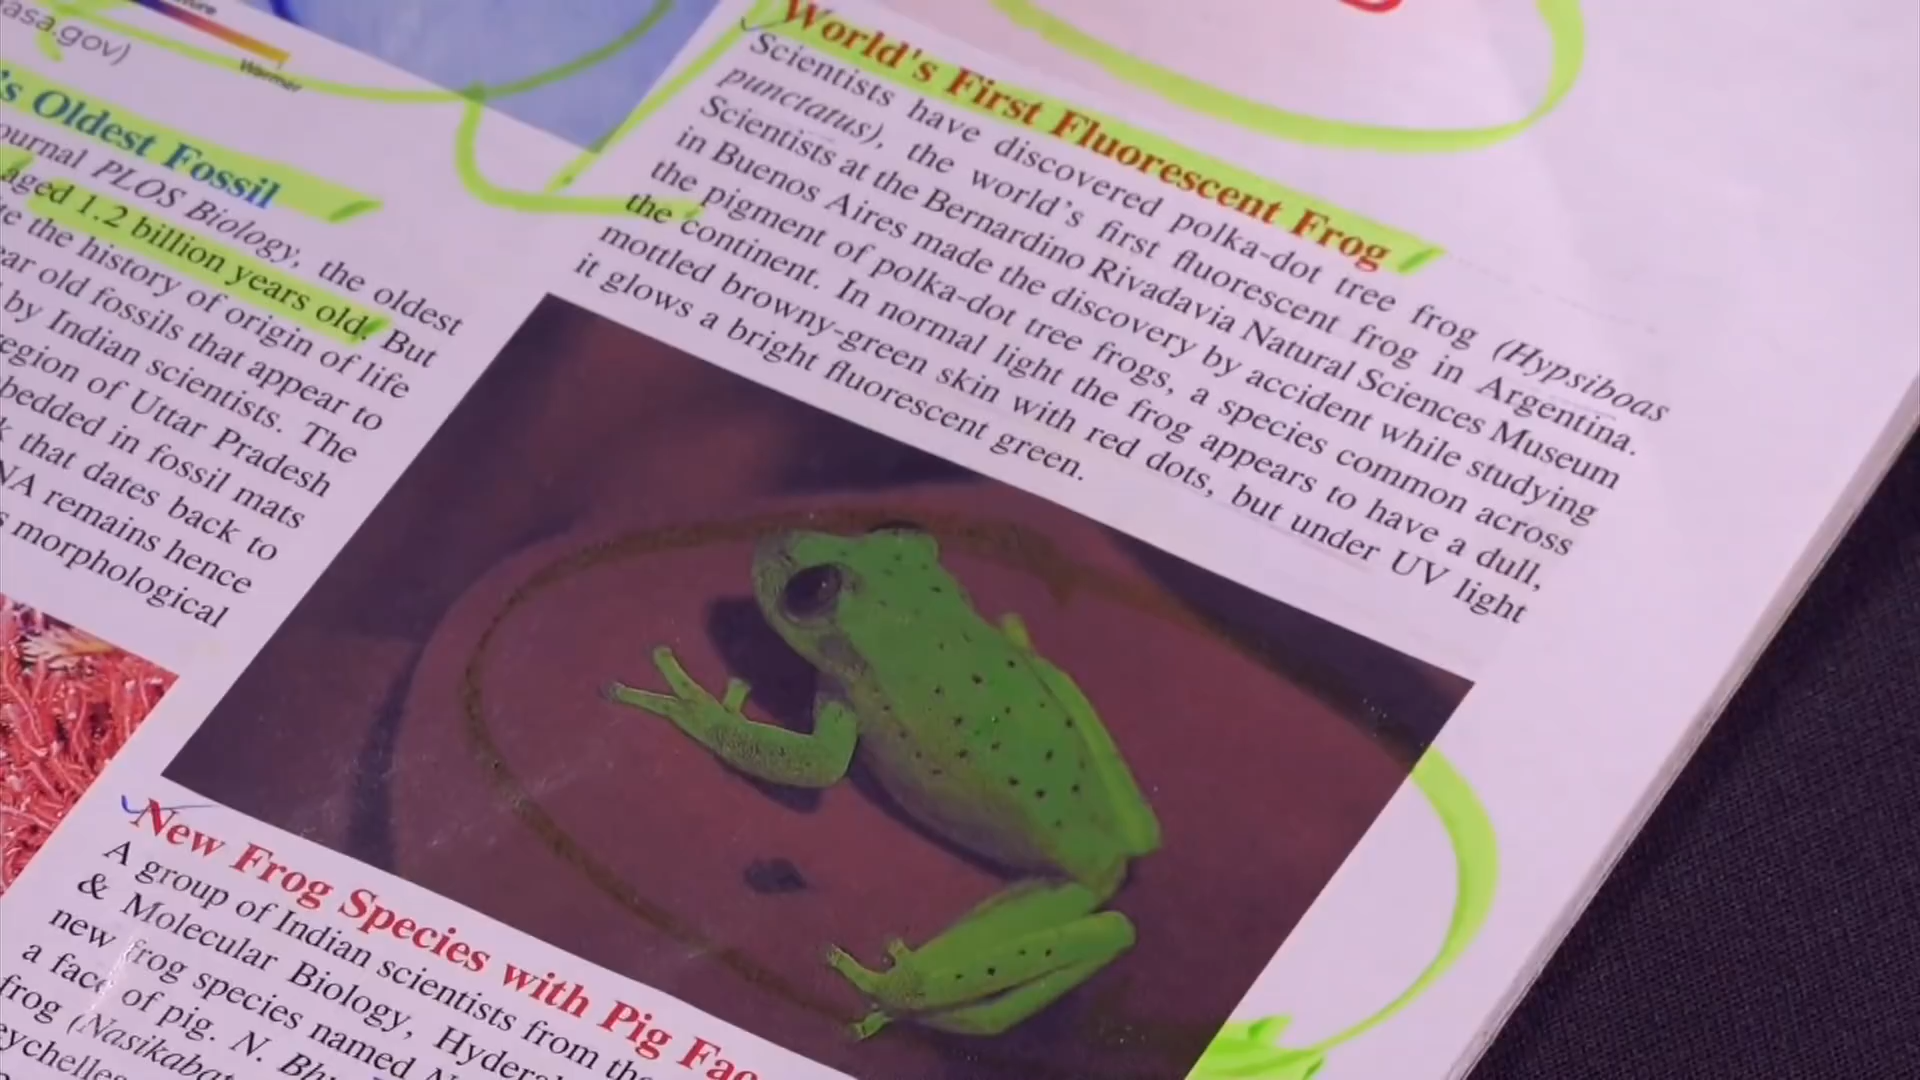 asa.gov)
Warmer
's Oldest Fossil
ournal PLOS Biology, the oldest
aged 1.2 billion years old. But
te the history of origin of life
ear old fossils that appear to
by Indian scientists. The
region of Uttar Pradesh
bedded in fossil mats
k that dates back to
NA remains hence
s morphological
World's First Fluorescent Frog
Scientists have discovered polka-dot tree frog (Hypsiboas
punctatus), the world's first fluorescent frog in Argentina.
Scientists at the Bernardino Rivadavia Natural Sciences Museum
in Buenos Aires made the discovery by accident while studying
the pigment of polka-dot tree frogs, a species common across
the continent. In normal light the frog appears to have a dull,
mottled browny-green skin with red dots, but under UV light
it glows a bright fluorescent green.
New Frog Species with Pig Fac
A group of Indian scientists from the
& Molecular Biology, Hydera
new frog species named N
a face of pig. N. Bh
frog (Nasikabat
eychelles